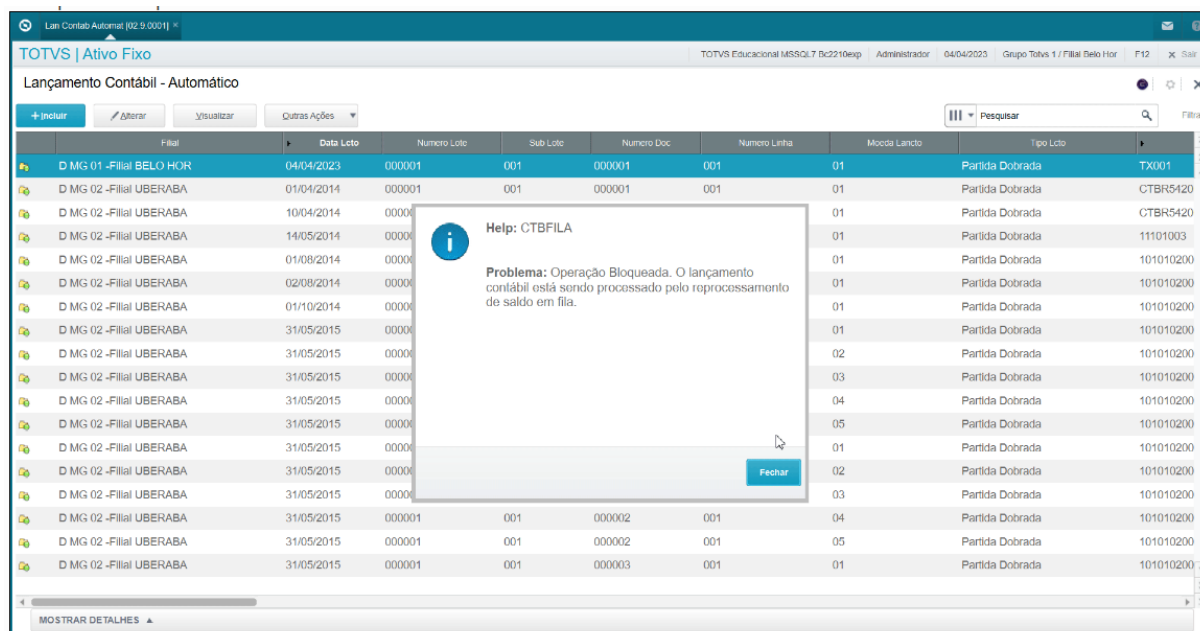 Lan Contab Automat [02.9.0001] ×
TOTVS | Ativo Fixo
TOTVS Educacional MSSQL7 Bc2210exp Administrador 04/04/2023 Grupo Totvs 1 / Filial Belo Hor F12 × Sair
Lançamento Contábil - Automático
+ Incluir Alterar Visualizar Outras Ações Pesquisar Filtra
Filial Data Lcto Numero Lote Sub Lote Numero Doc Numero Linha Moeda Lancto Tipo Lcto
D MG 01 -Filial BELO HOR 04/04/2023 000001 001 000001 001 01 Partida Dobrada TX001
D MG 02 -Filial UBERABA 01/04/2014 000001 001 000001 001 01 Partida Dobrada CTBR5420
D MG 02 -Filial UBERABA 10/04/2014 0000 01 Partida Dobrada CTBR5420
D MG 02 -Filial UBERABA 14/05/2014 0000 01 Partida Dobrada 11101003
D MG 02 -Filial UBERABA 01/08/2014 0000 01 Partida Dobrada 101010200
D MG 02 -Filial UBERABA 02/08/2014 0000 01 Partida Dobrada 101010200
D MG 02 -Filial UBERABA 01/10/2014 0000 01 Partida Dobrada 101010200
D MG 02 -Filial UBERABA 31/05/2015 0000 01 Partida Dobrada 101010200
D MG 02 -Filial UBERABA 31/05/2015 0000 02 Partida Dobrada 101010200
D MG 02 -Filial UBERABA 31/05/2015 0000 03 Partida Dobrada 101010200
D MG 02 -Filial UBERABA 31/05/2015 0000 04 Partida Dobrada 101010200
D MG 02 -Filial UBERABA 31/05/2015 0000 05 Partida Dobrada 101010200
D MG 02 -Filial UBERABA 31/05/2015 0000 01 Partida Dobrada 101010200
D MG 02 -Filial UBERABA 31/05/2015 0000 02 Partida Dobrada 101010200
D MG 02 -Filial UBERABA 31/05/2015 0000 03 Partida Dobrada 101010200
D MG 02 -Filial UBERABA 31/05/2015 000001 001 000002 001 04 Partida Dobrada 101010200
D MG 02 -Filial UBERABA 31/05/2015 000001 001 000002 001 05 Partida Dobrada 101010200
D MG 02 -Filial UBERABA 31/05/2015 000001 001 000003 001 01 Partida Dobrada 101010200
Help: CTBFILA
Problema: Operação Bloqueada. O lançamento
contábil está sendo processado pelo reprocessamento
de saldo em fila.
Fechar
MOSTRAR DETALHES